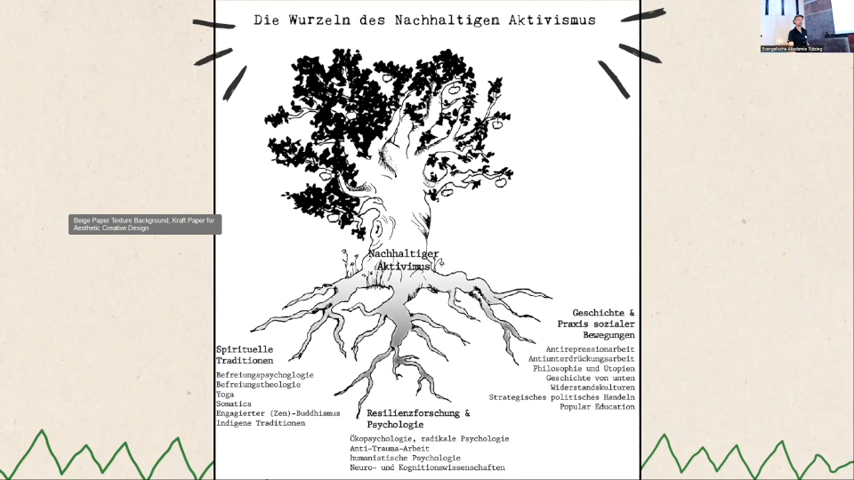 Die Wurzeln des Nachhaltigen Aktivismus
Evangelische Akademie Tutzing
Beige Paper Texture Background, Kraft Paper for
Aesthetic Creative Design
Nachhaltiger
Aktivimus
Spirituelle
Traditionen
Befreiungspsychoglogie
Befreiungstheologie
Yoga
Somatics
Engagierter (Zen)-Buddhismus
Indigene Traditionen
Resilienzforschung &
Psychologie
Ökopsychologie, radikale Psychologie
Anti-Trauma-Arbeit
humanistische Psychologie
Neuro- und Kognitionswissenschaften
Geschichte &
Praxis sozialer
Bewegungen
Antirepressionarbeit
Antiunterdrückungsarbeit
Philosophie und Utopien
Geschichte von unten
Widerstandskulturen
Strategisches politisches Handeln
Popular Education